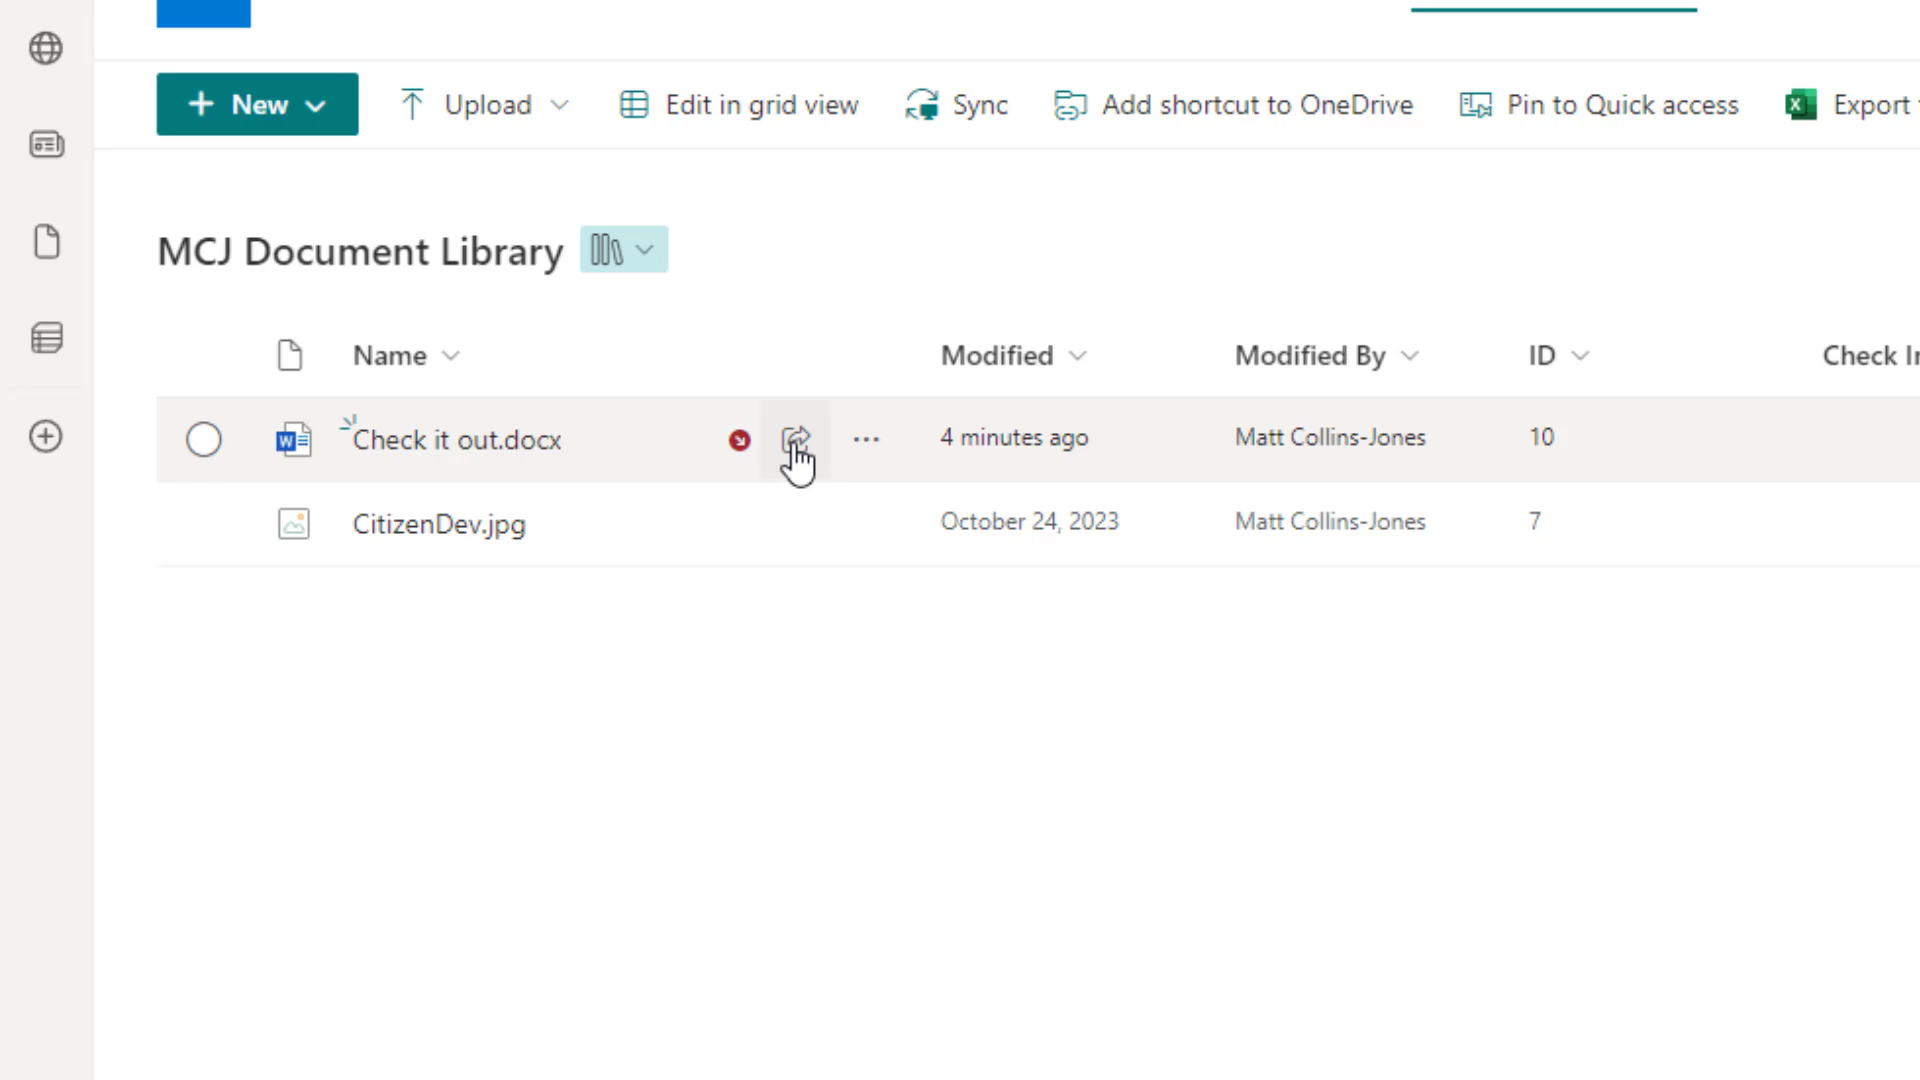 New Upload Edit in grid view Sync Add shortcut to OneDrive Pin to Quick access Export
MCJ Document Library
Name Modified Modified By ID Check
Check it out.docx 4 minutes ago Matt Collins-Jones 10
CitizenDev.jpg October 24, 2023 Matt Collins-Jones 7